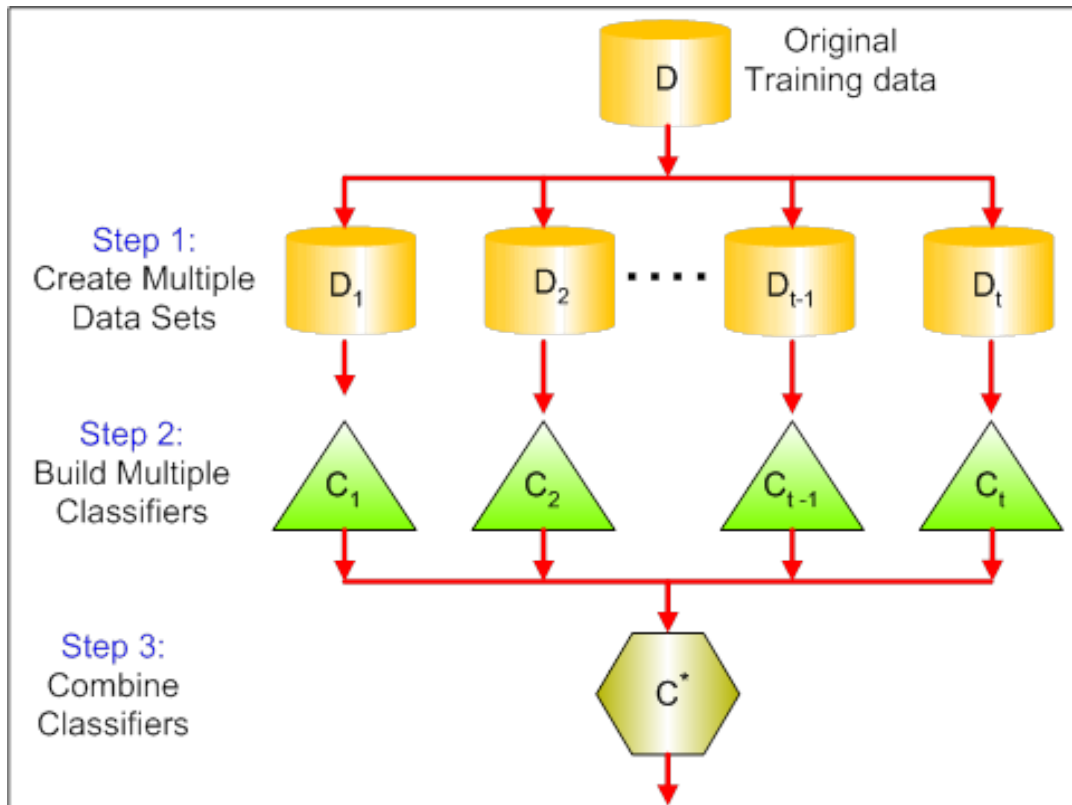 Original
Training data
D
Step 1:
Create Multiple
Data Sets
D₁
D₂
....
Dₜ₋₁
Dₜ
Step 2:
Build Multiple
Classifiers
C₁
C₂
Cₜ₋₁
Cₜ
Step 3:
Combine
Classifiers
C*